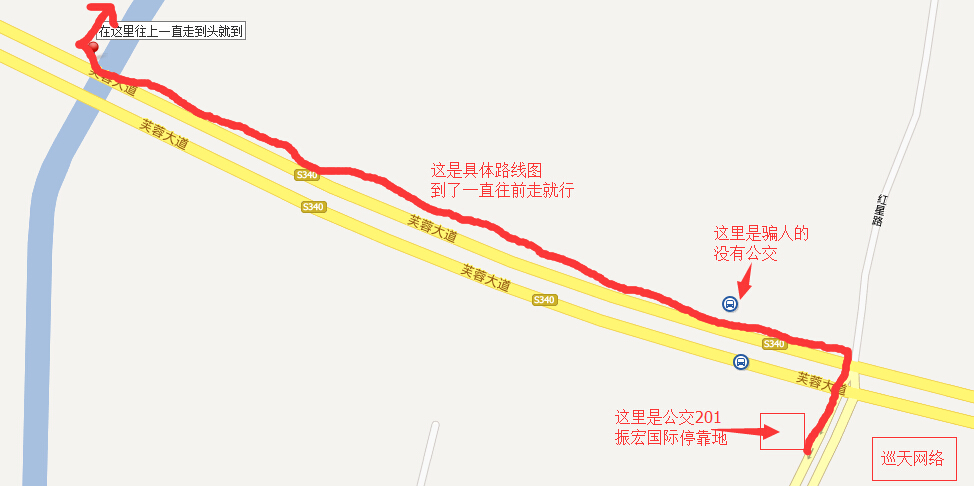 在这里往上一直走到头就到
芙蓉大道
芙蓉大道
S340
这是具体路线图
到了一直往前走就行
S340
红星路
芙蓉大道
这里是骗人的
没有公交
芙蓉大道
S340
S340
芙蓉大道
这里是公交201
振宏国际停靠地
巡天网络